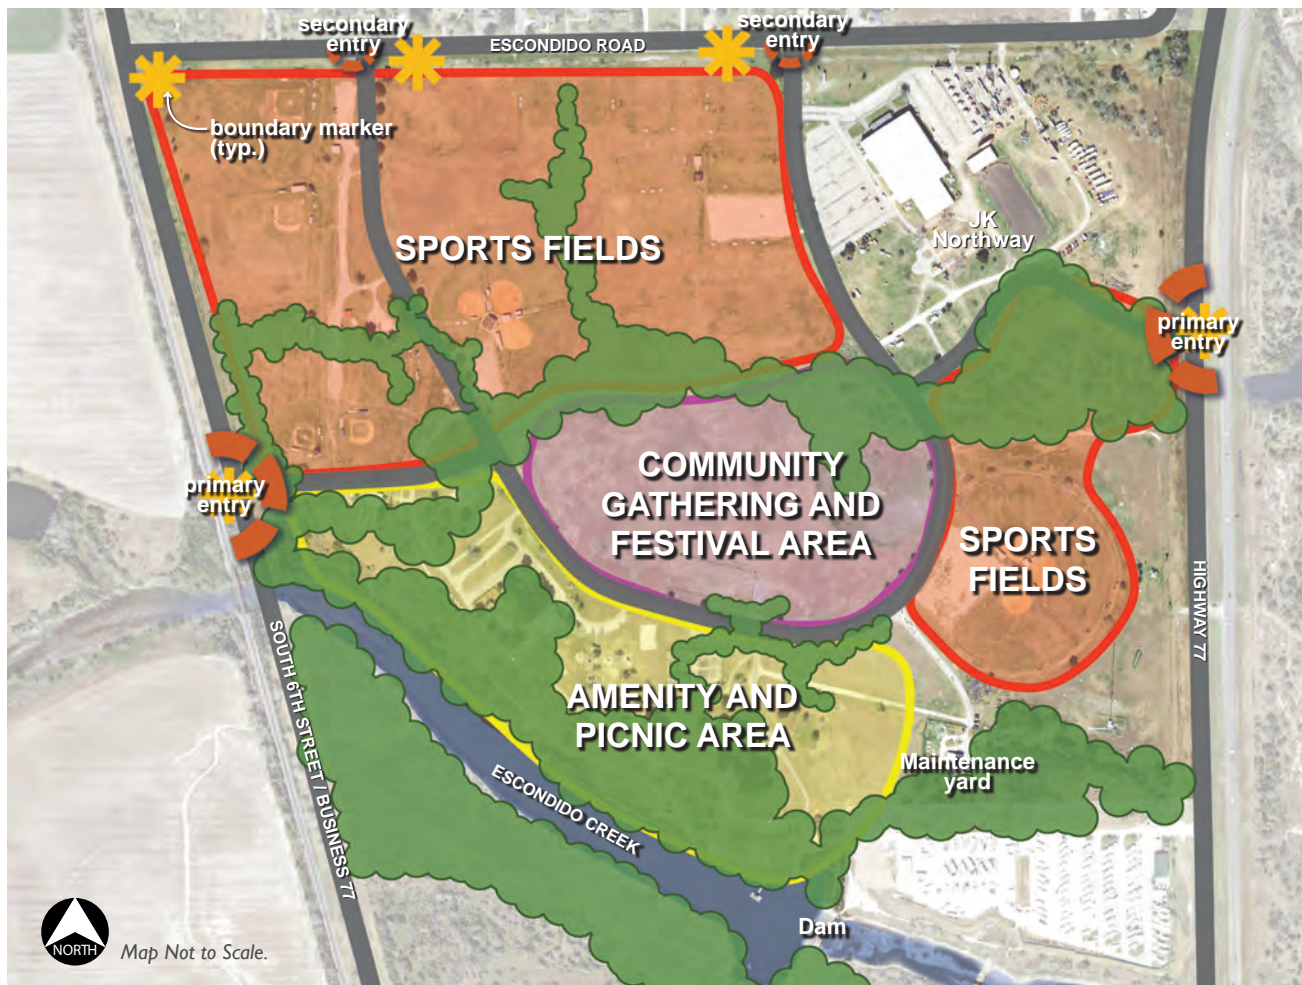 secondary
entry
ESCONDIDO ROAD
secondary
entry
boundary marker
(typ.)
SPORTS FIELDS
JK
Northway
primary
entry
COMMUNITY
GATHERING AND
FESTIVAL AREA
primary
entry
SPORTS
FIELDS
HIGHWAY 77
SOUTH 6TH STREET / BUSINESS 77
AMENITY AND
PICNIC AREA
Maintenance
yard
ESCONDIDO CREEK
Dam
NORTH
Map Not to Scale.